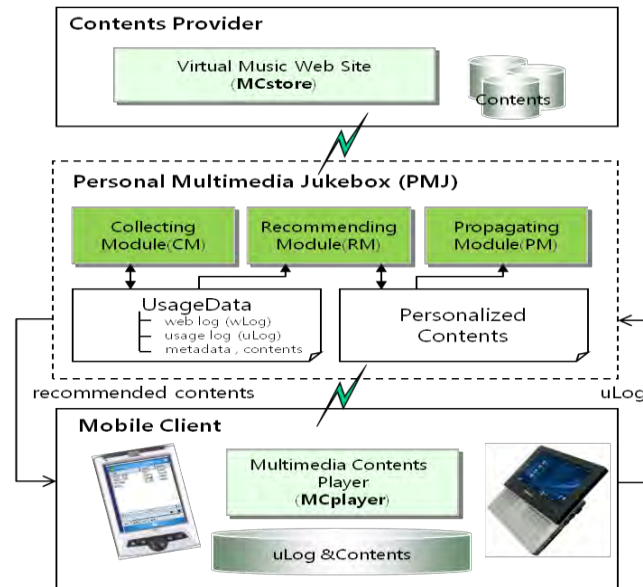 Contents Provider
Virtual Music Web Site
(MCstore)
Contents
Personal Multimedia Jukebox (PMJ)
Collecting
Module(CM)
Recommending
Module(RM)
Propagating
Module(PM)
UsageData
web log (wLog)
usage log (uLog)
metadata , contents
Personalized
Contents
recommended contents
uLog
Mobile Client
Multimedia Contents
Player
(MCplayer)
uLog &Contents